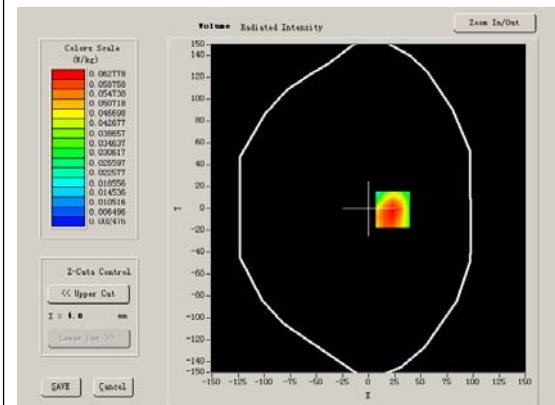 Volume Radiated Intensity
Zoom In/Out
Colors Scale
(W/kg)
0.062778
0.058758
0.054738
0.050718
0.046698
0.042677
0.038657
0.034637
0.030617
0.026597
0.022577
0.018556
0.014536
0.010516
0.006496
0.002476
Z-Cuts Control
<< Upper Cut
Z = 4.0 mm
Lower Cut >>
SAVE Cancel
150
140
120
100
80
60
40
20
0
-20
-40
-60
-80
-100
-120
-140
-150
Y
-150 -125 -100 -75 -50 -25 0 25 50 75 100 125 150
X